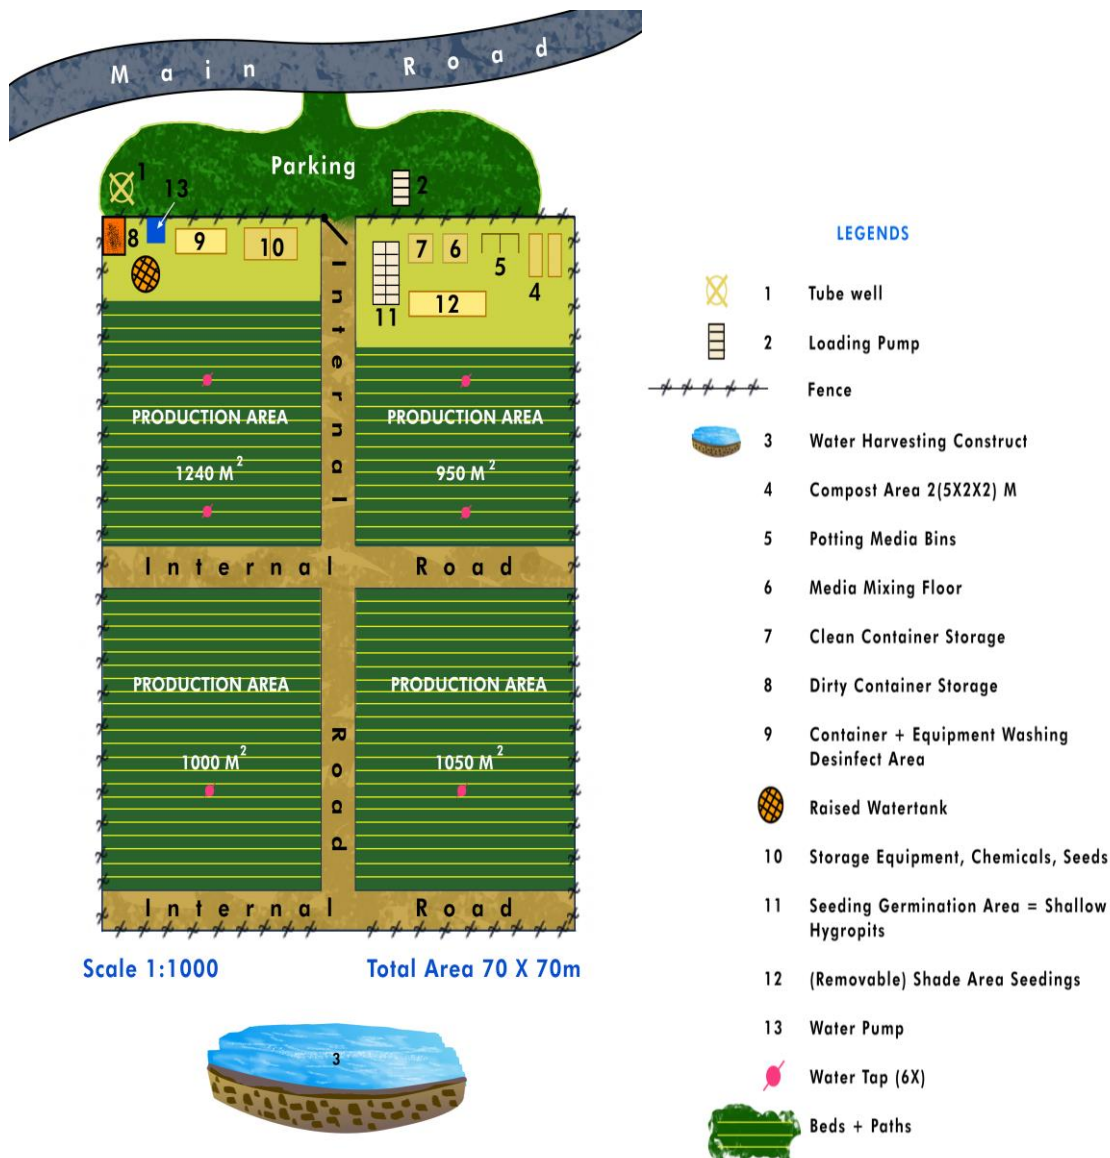 Main Road
Parking
1
13
2
8
9
10
7
6
5
4
11
12
Internal
PRODUCTION AREA
PRODUCTION AREA
1240 M²
950 M²
Internal Road
PRODUCTION AREA
PRODUCTION AREA
1000 M²
1050 M²
Road
Internal Road
Scale 1:1000
Total Area 70 X 70m
3
LEGENDS
1 Tube well
2 Loading Pump
Fence
3 Water Harvesting Construct
4 Compost Area 2(5X2X2) M
5 Potting Media Bins
6 Media Mixing Floor
7 Clean Container Storage
8 Dirty Container Storage
9 Container + Equipment Washing
Desinfect Area
Raised Watertank
10 Storage Equipment, Chemicals, Seeds
11 Seeding Germination Area = Shallow
Hygropits
12 (Removable) Shade Area Seedings
13 Water Pump
Water Tap (6X)
Beds + Paths